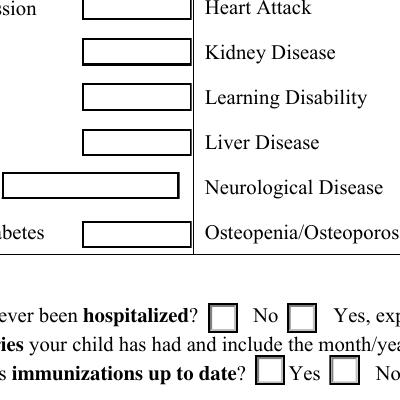 ssion Heart Attack
Kidney Disease
Learning Disability
Liver Disease
Neurological Disease
abetes Osteopenia/Osteoporos
ever been hospitalized? No Yes, exp
ries your child has had and include the month/yea
s immunizations up to date? Yes No